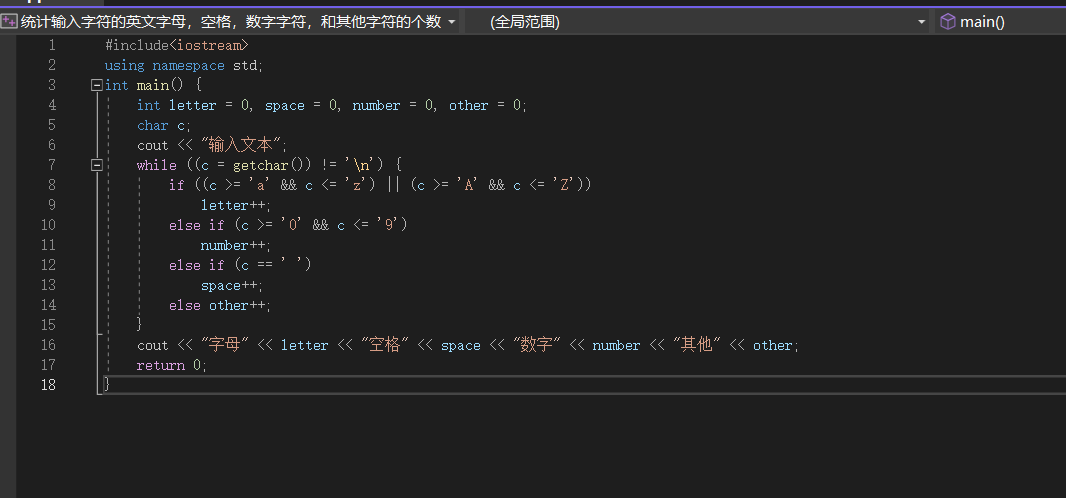 统计输入字符的英文字母，空格，数字字符，和其他字符的个数 (全局范围) main()
1 #include<iostream>
2 using namespace std;
3 int main() {
4 int letter = 0, space = 0, number = 0, other = 0;
5 char c;
6 cout << "输入文本";
7 while ((c = getchar()) != '\n') {
8 if ((c >= 'a' && c <= 'z') || (c >= 'A' && c <= 'Z'))
9 letter++;
10 else if (c >= '0' && c <= '9')
11 number++;
12 else if (c == ' ')
13 space++;
14 else other++;
15 }
16 cout << "字母" << letter << "空格" << space << "数字" << number << "其他" << other;
17 return 0;
18 }